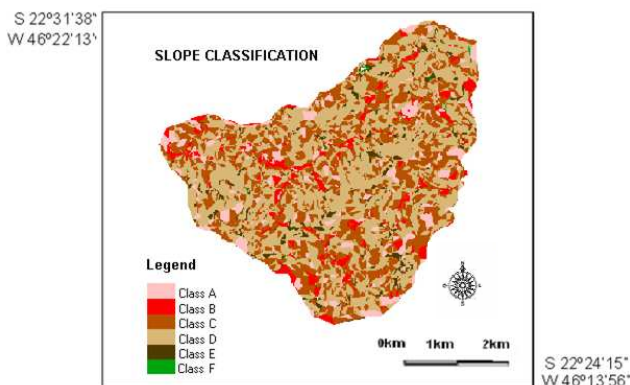 S 22º31'38"
W 46º22'13'
SLOPE CLASSIFICATION
Legend
Class A
Class B
Class C
Class D
Class E
Class F
0km 1km 2km
S 22º24'15"
W 46º13'56"